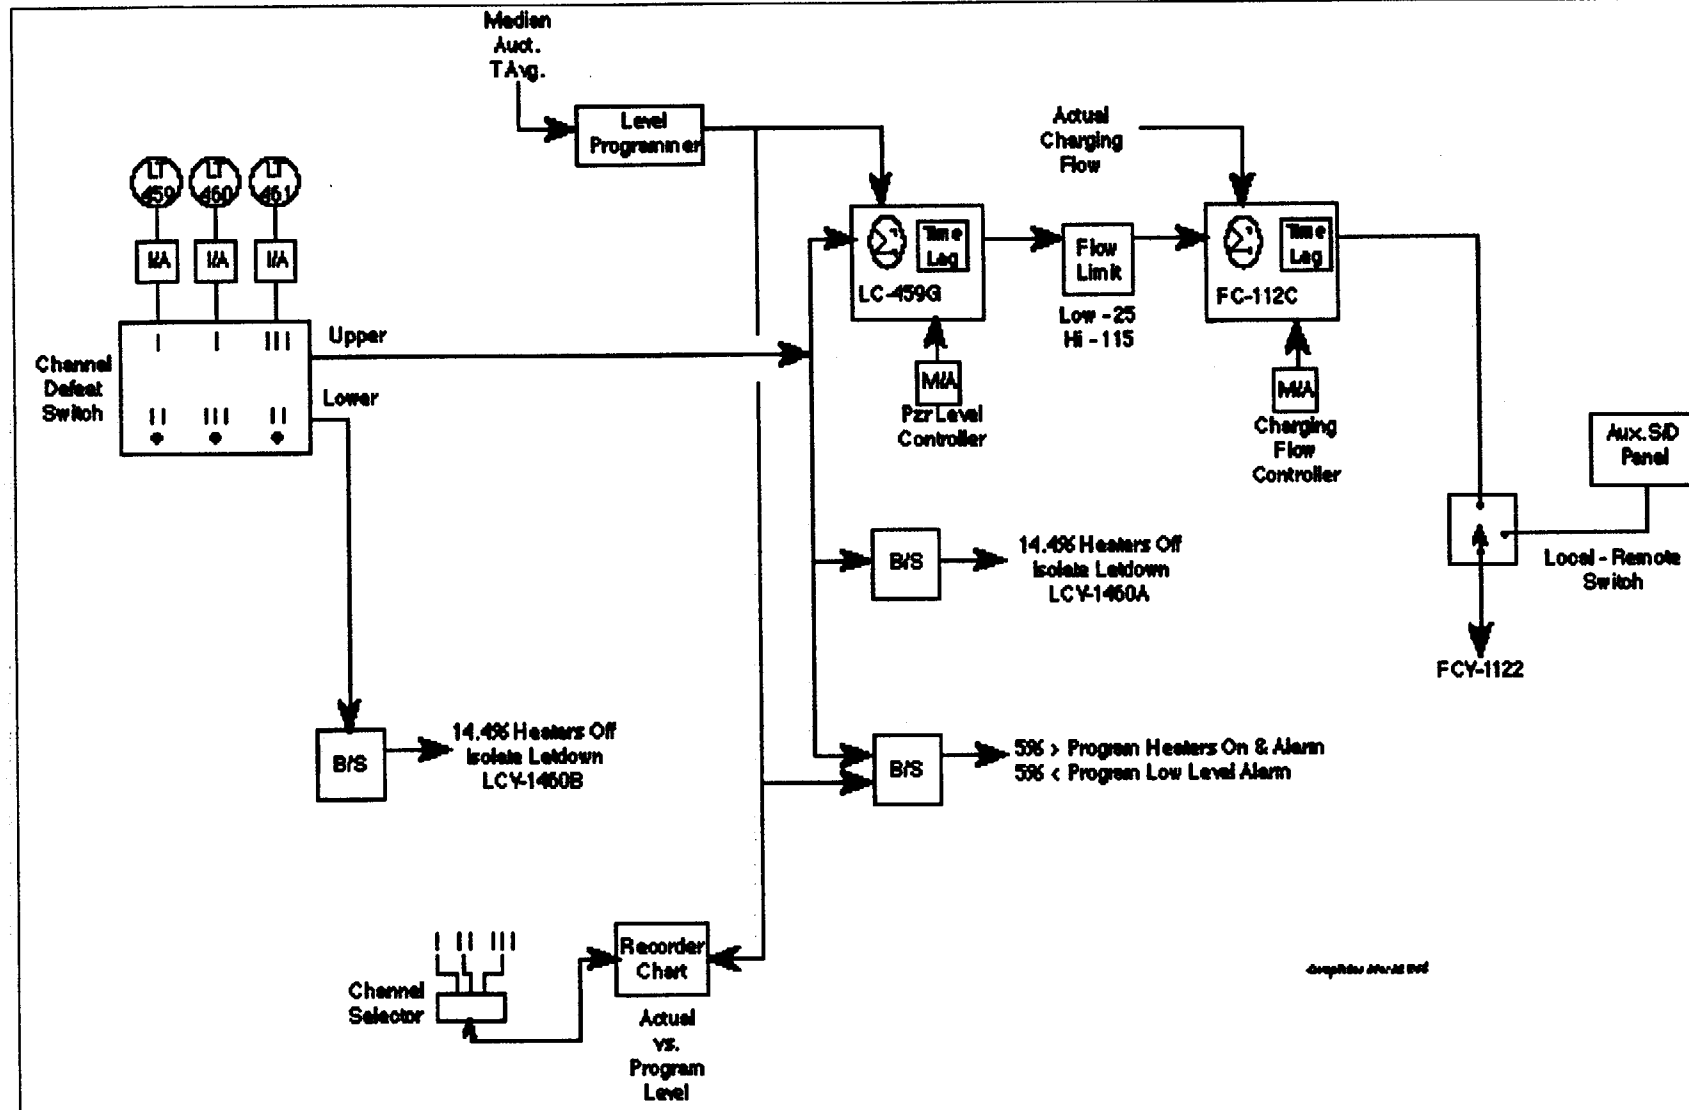 Median
Auct.
TAvg.
Level
Programmer
Actual
Charging
Flow
LT
459
LT
460
LT
461
I/A
I/A
I/A
Time
Lag
LC-459G
Flow
Limit
Low - 25
Hi - 115
Time
Lag
FC-112C
Channel
Defeat
Switch
I
I
III
II
III
II
Upper
Lower
M/A
Pzr Level
Controller
M/A
Charging
Flow
Controller
Aux. S/D
Panel
Local - Remote
Switch
FCY-1122
B/S
14.4% Heaters Off
Isolate Letdown
LCY-1460A
B/S
14.4% Heaters Off
Isolate Letdown
LCY-1460B
B/S
5% > Program Heaters On & Alarm
5% < Program Low Level Alarm
I II III
Channel
Selector
Recorder
Chart
Actual
vs.
Program
Level